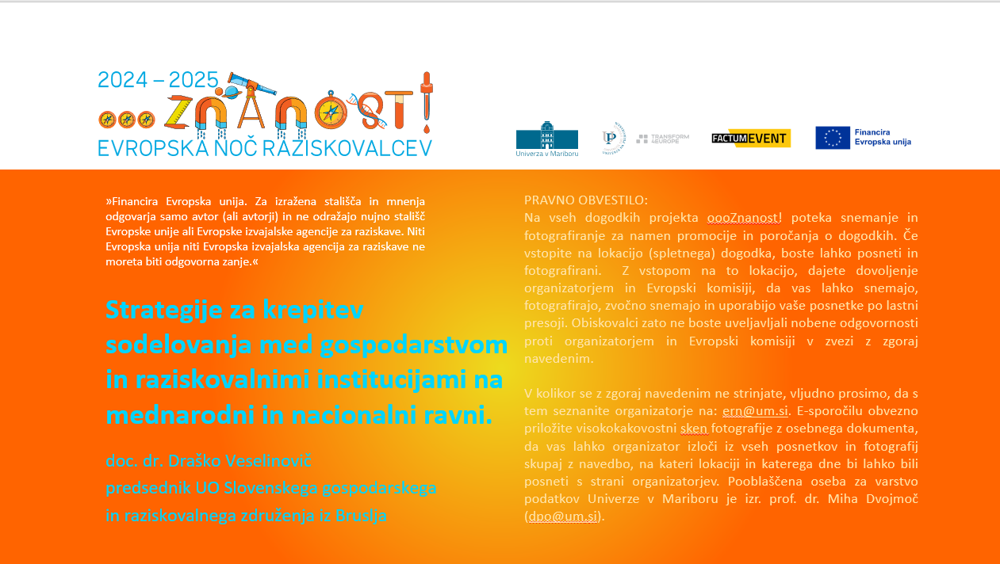 2024 – 2025
ZNANOST!
EVROPSKA NOČ RAZISKOVALCEV
Univerza v Mariboru
UP
TRANSFORM
4EUROPE
FACTUMEVENT
Financira
Evropska unija
»Financira Evropska unija. Za izražena stališča in mnenja
odgovarja samo avtor (ali avtorji) in ne odražajo nujno stališč
Evropske unije ali Evropske izvajalske agencije za raziskave. Niti
Evropska unija niti Evropska izvajalska agencija za raziskave ne
moreta biti odgovorna zanje.«
Strategije za krepitev
sodelovanja med gospodarstvom
in raziskovalnimi institucijami na
mednarodni in nacionalni ravni.
doc. dr. Draško Veselinovič
predsednik UO Slovenskega gospodarskega
in raziskovalnega združenja iz Bruslja
PRAVNO OBVESTILO:
Na vseh dogodkih projekta oooZnanost! poteka snemanje in
fotografiranje za namen promocije in poročanja o dogodkih. Če
vstopite na lokacijo (spletnega) dogodka, boste lahko posneti in
fotografirani. Z vstopom na to lokacijo, dajete dovoljenje
organizatorjem in Evropski komisiji, da vas lahko snemajo,
fotografirajo, zvočno snemajo in uporabijo vaše posnetke po lastni
presoji. Obiskovalci zato ne boste uveljavljali nobene odgovornosti
proti organizatorjem in Evropski komisiji v zvezi z zgoraj
navedenim.
V kolikor se z zgoraj navedenim ne strinjate, vljudno prosimo, da s
tem seznanite organizatorje na: ern@um.si. E-sporočilu obvezno
priložite visokokakovostni sken fotografije z osebnega dokumenta,
da vas lahko organizator izloči iz vseh posnetkov in fotografij
skupaj z navedbo, na kateri lokaciji in katerega dne bi lahko bili
posneti s strani organizatorjev. Pooblaščena oseba za varstvo
podatkov Univerze v Mariboru je izr. prof. dr. Miha Dvojmoč
(dpo@um.si).